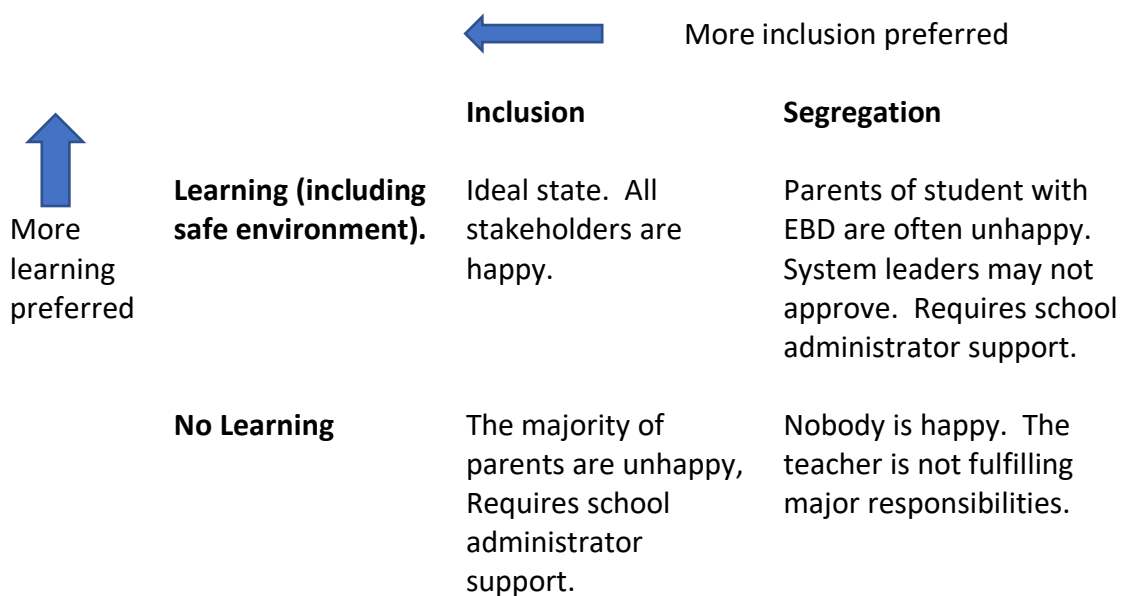 More inclusion preferred
Inclusion
Segregation
More
learning
preferred
Learning (including
safe environment).
Ideal state.  All
stakeholders are
happy.
Parents of student with
EBD are often unhappy.
System leaders may not
approve.  Requires school
administrator support.
No Learning
The majority of
parents are unhappy,
Requires school
administrator
support.
Nobody is happy.  The
teacher is not fulfilling
major responsibilities.